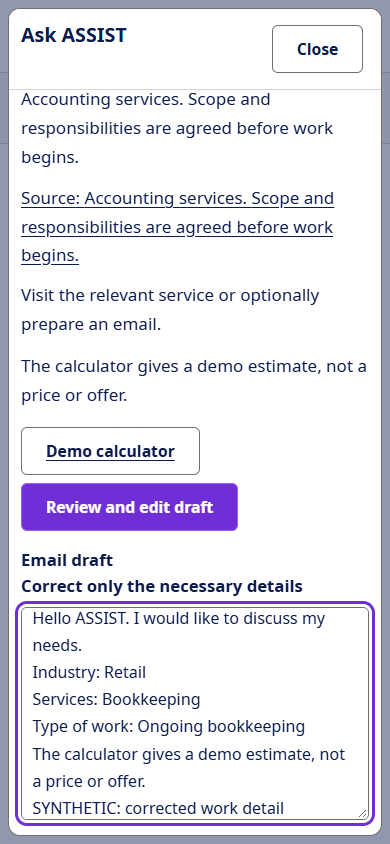 Ask ASSIST
Close
Accounting services. Scope and
responsibilities are agreed before work
begins.
Source: Accounting services. Scope and
responsibilities are agreed before work
begins.
Visit the relevant service or optionally
prepare an email.
The calculator gives a demo estimate, not a
price or offer.
Demo calculator
Review and edit draft
Email draft
Correct only the necessary details
Hello ASSIST. I would like to discuss my
needs.
Industry: Retail
Services: Bookkeeping
Type of work: Ongoing bookkeeping
The calculator gives a demo estimate, not
a price or offer.
SYNTHETIC: corrected work detail